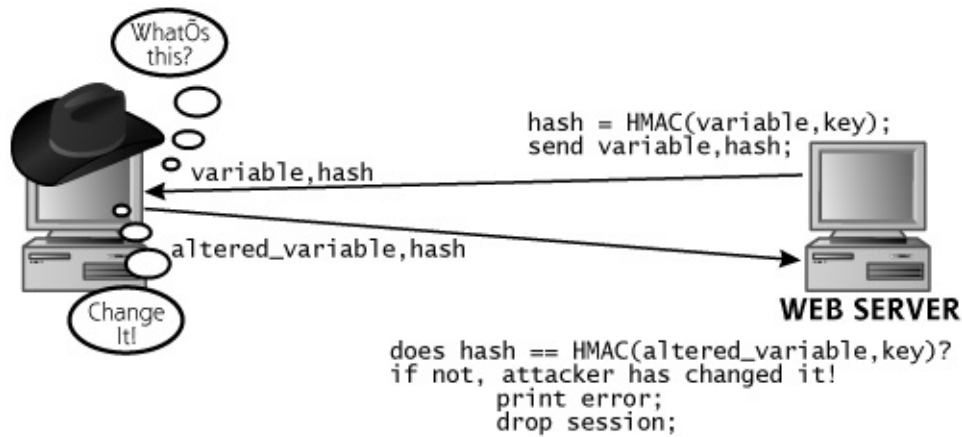 WhatÕs
this?
hash = HMAC(variable,key);
send variable,hash;
variable,hash
altered_variable,hash
Change
It!
WEB SERVER
does hash == HMAC(altered_variable,key)?
if not, attacker has changed it!
print error;
drop session;